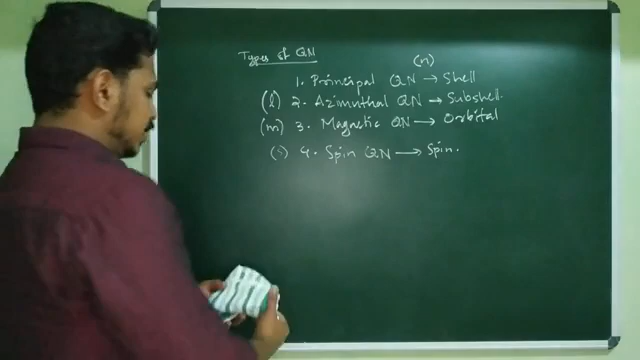 Types of QN
(n)
1. Principal QN → Shell
(l) 2. Azimuthal QN → Subshell.
(m) 3. Magnetic QN → Orbital
(s) 4. Spin QN → Spin.